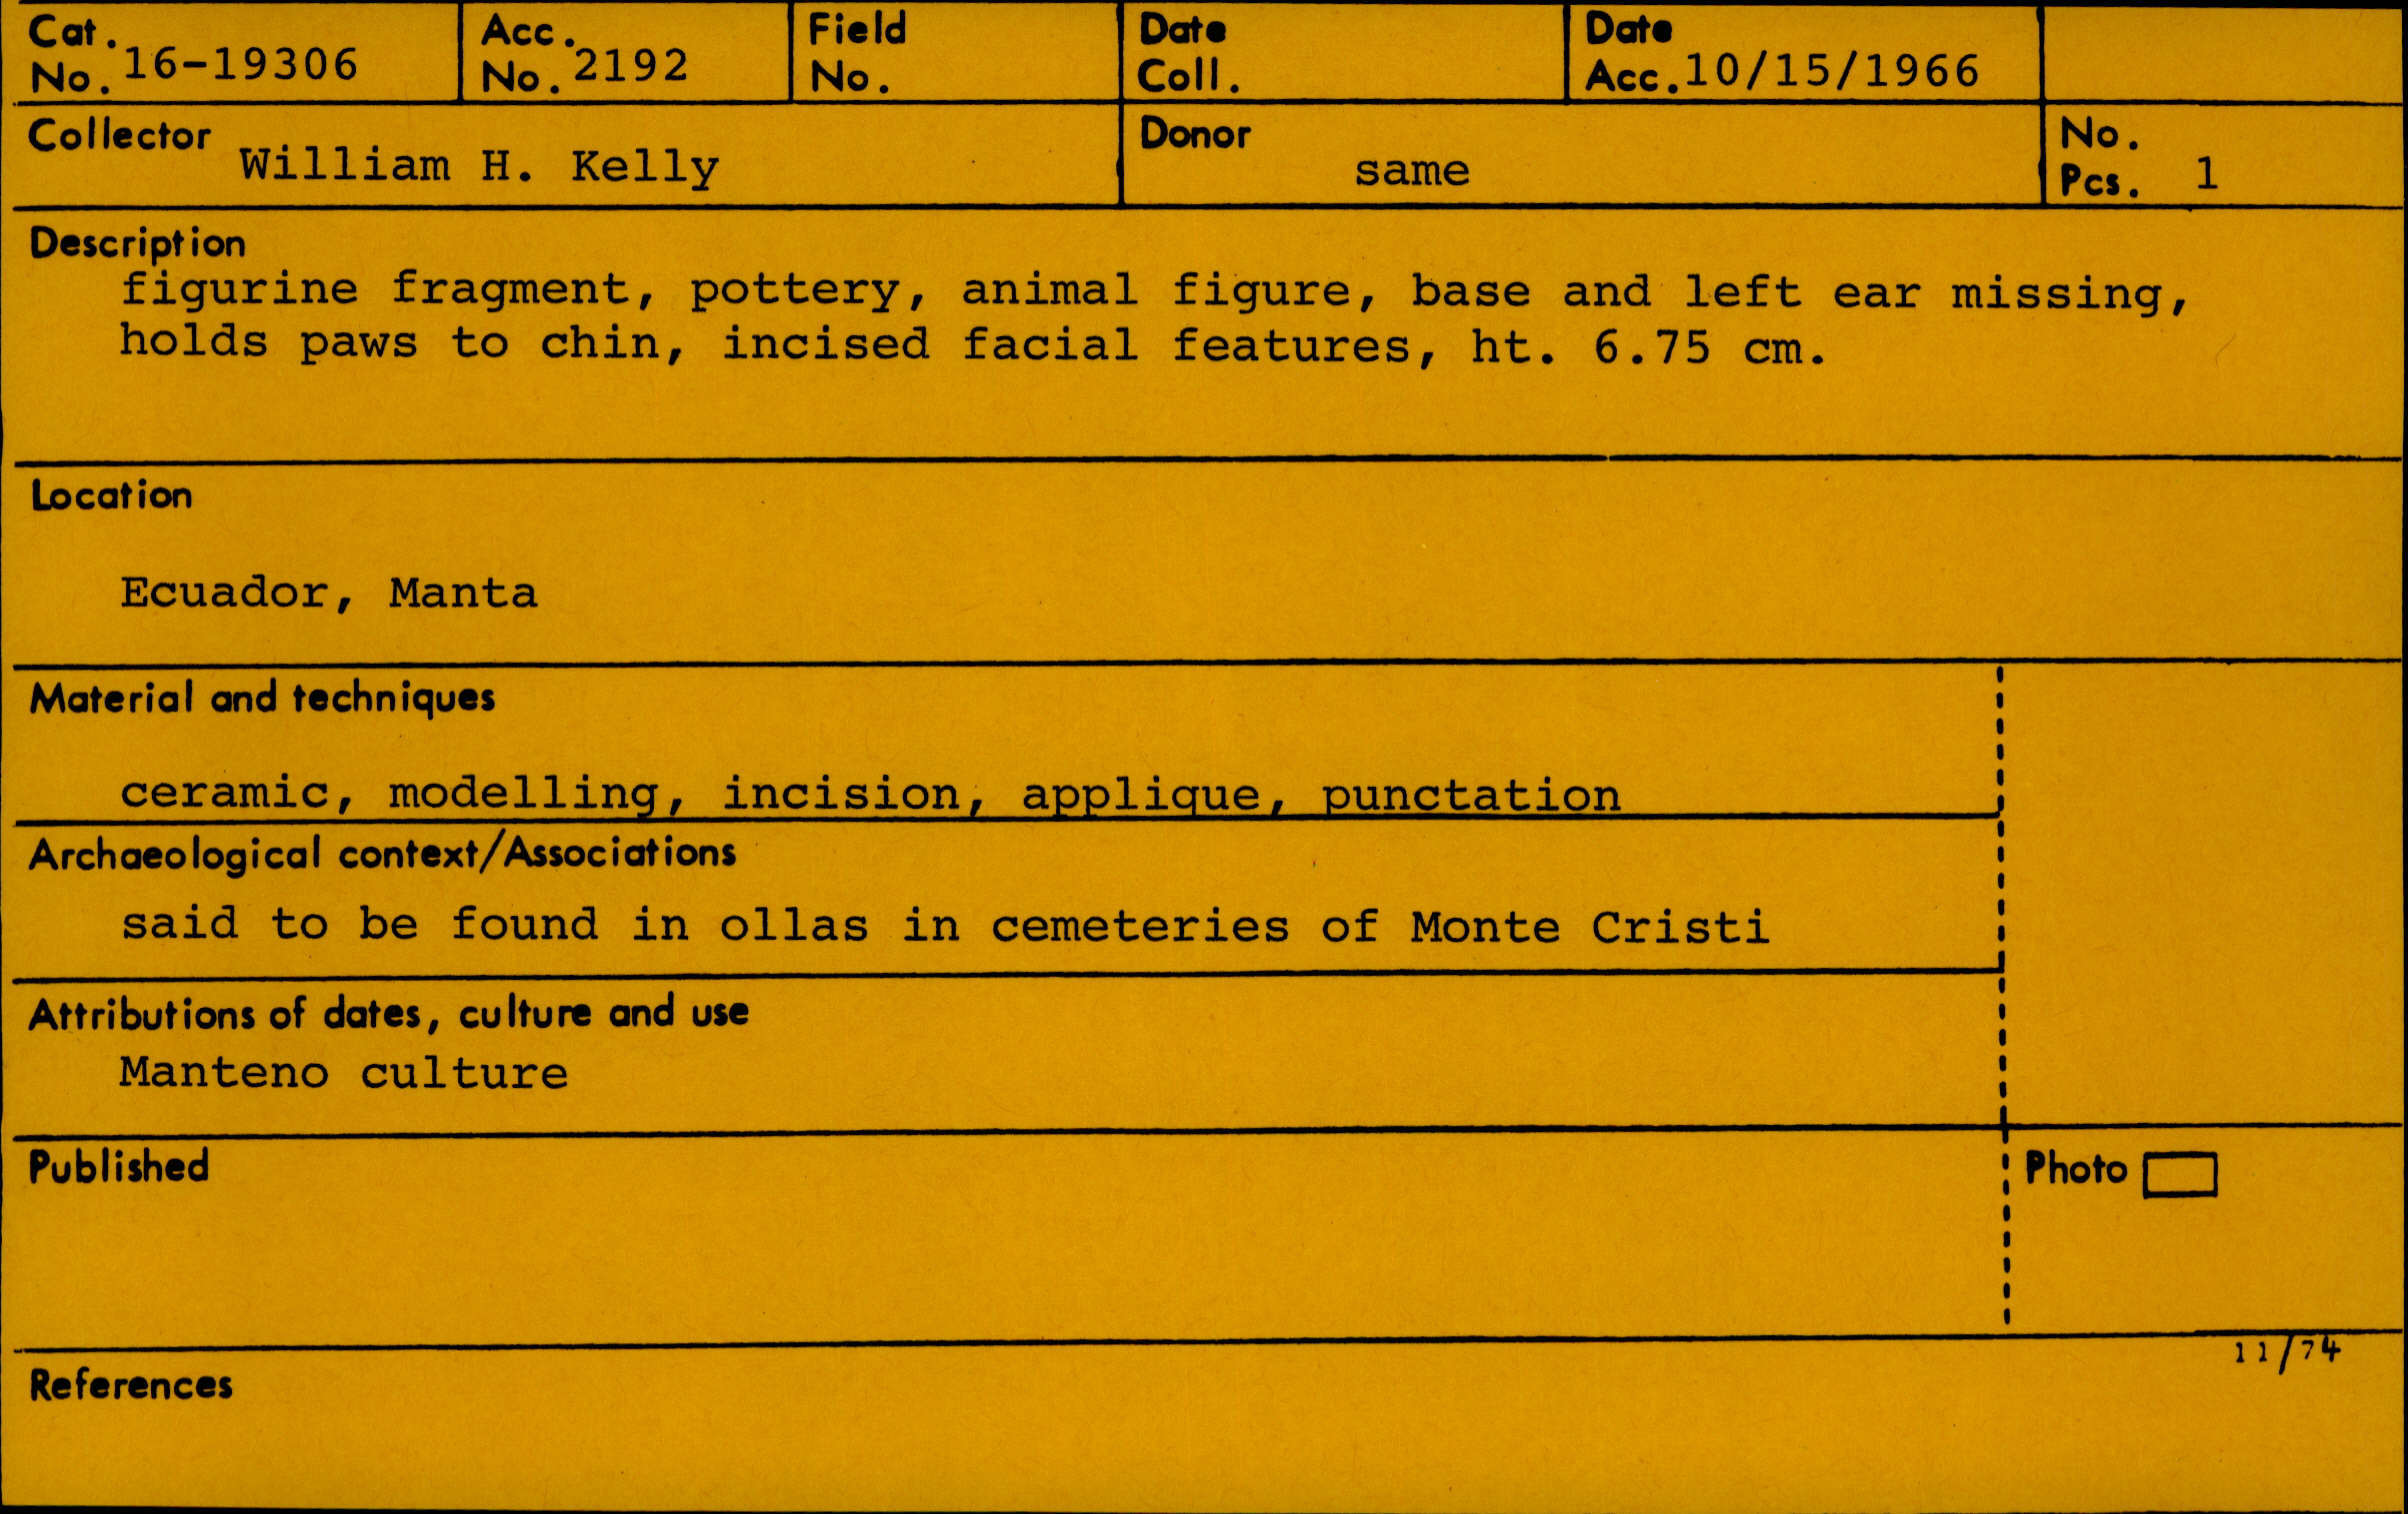 Cat. No. 16-19306
Acc. No. 2192
Field No.
Date Coll.
Date Acc. 10/15/1966
Collector William H. Kelly
Donor same
No. Pcs. 1
Description
figurine fragment, pottery, animal figure, base and left ear missing,
holds paws to chin, incised facial features, ht. 6.75 cm.
Location
Ecuador, Manta
Material and techniques
ceramic, modelling, incision, applique, punctation
Archaeological context/Associations
said to be found in ollas in cemeteries of Monte Cristi
Attributions of dates, culture and use
Manteno culture
Published
Photo
11/74
References